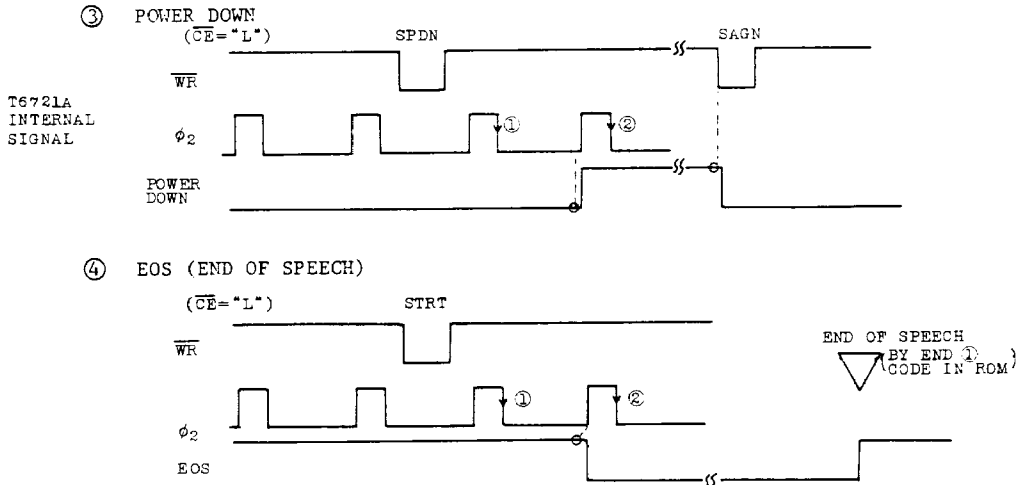 ③ POWER DOWN
(CE="L")
SPDN
SAGN
WR
T6721A
INTERNAL
SIGNAL
φ2
①
②
POWER
DOWN
④ EOS (END OF SPEECH)
(CE="L")
STRT
WR
END OF SPEECH
(BY END ①
CODE IN ROM)
φ2
①
②
EOS